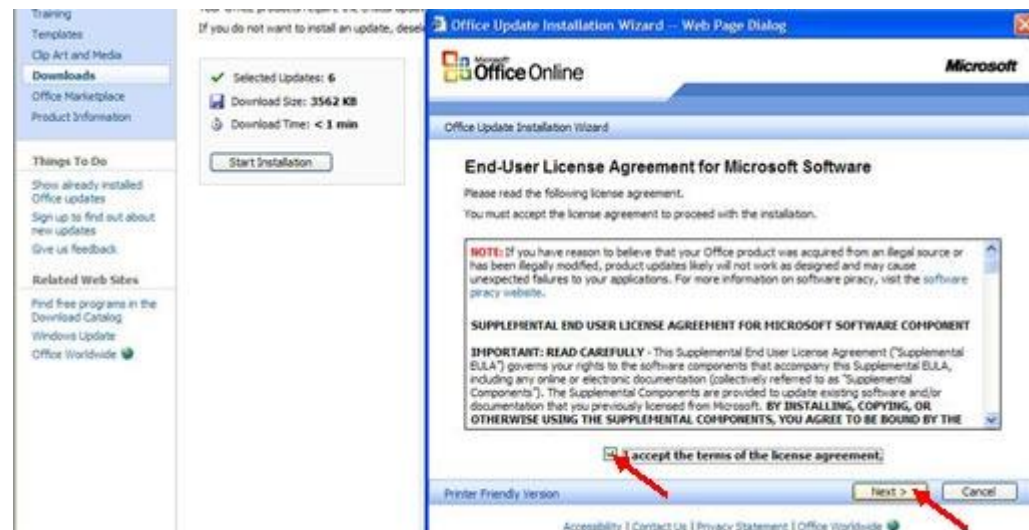 Training
Templates
Clip Art and Media
Downloads
Office Marketplace
Product Information
Things To Do
Show already installed
Office updates
Sign up to find out about
new updates
Give us feedback
Related Web Sites
Find free programs in the
Download Catalog
Windows Update
Office Worldwide
If you do not want to install an update, desel
Selected Updates: 6
Download Size: 3562 KB
Download Time: < 1 min
Start Installation
Office Update Installation Wizard -- Web Page Dialog
Microsoft
Office Online
Microsoft
Office Update Installation Wizard
End-User License Agreement for Microsoft Software
Please read the following license agreement.
You must accept the license agreement to proceed with the installation.
NOTE: If you have reason to believe that your Office product was acquired from an illegal source or
has been illegally modified, product updates likely will not work as designed and may cause
unexpected failures to your applications. For more information on software piracy, visit the software
piracy website.
SUPPLEMENTAL END USER LICENSE AGREEMENT FOR MICROSOFT SOFTWARE COMPONENT
IMPORTANT: READ CAREFULLY - This Supplemental End User License Agreement ("Supplemental
EULA") governs your rights to the software components that accompany this Supplemental EULA,
including any online or electronic documentation (collectively referred to as "Supplemental
Components"). The Supplemental Components are provided to update existing software and/or
documentation that you previously licensed from Microsoft. BY INSTALLING, COPYING, OR
OTHERWISE USING THE SUPPLEMENTAL COMPONENTS, YOU AGREE TO BE BOUND BY THE
I accept the terms of the license agreement.
Printer Friendly Version
Next >
Cancel
Accessibility | Contact Us | Privacy Statement | Office Worldwide